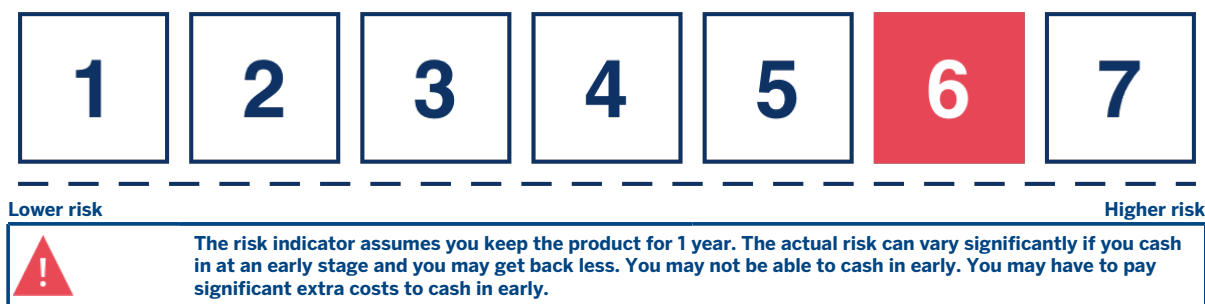 1 2 3 4 5 6 7
Lower risk Higher risk
!
The risk indicator assumes you keep the product for 1 year. The actual risk can vary significantly if you cash
in at an early stage and you may get back less. You may not be able to cash in early. You may have to pay
significant extra costs to cash in early.